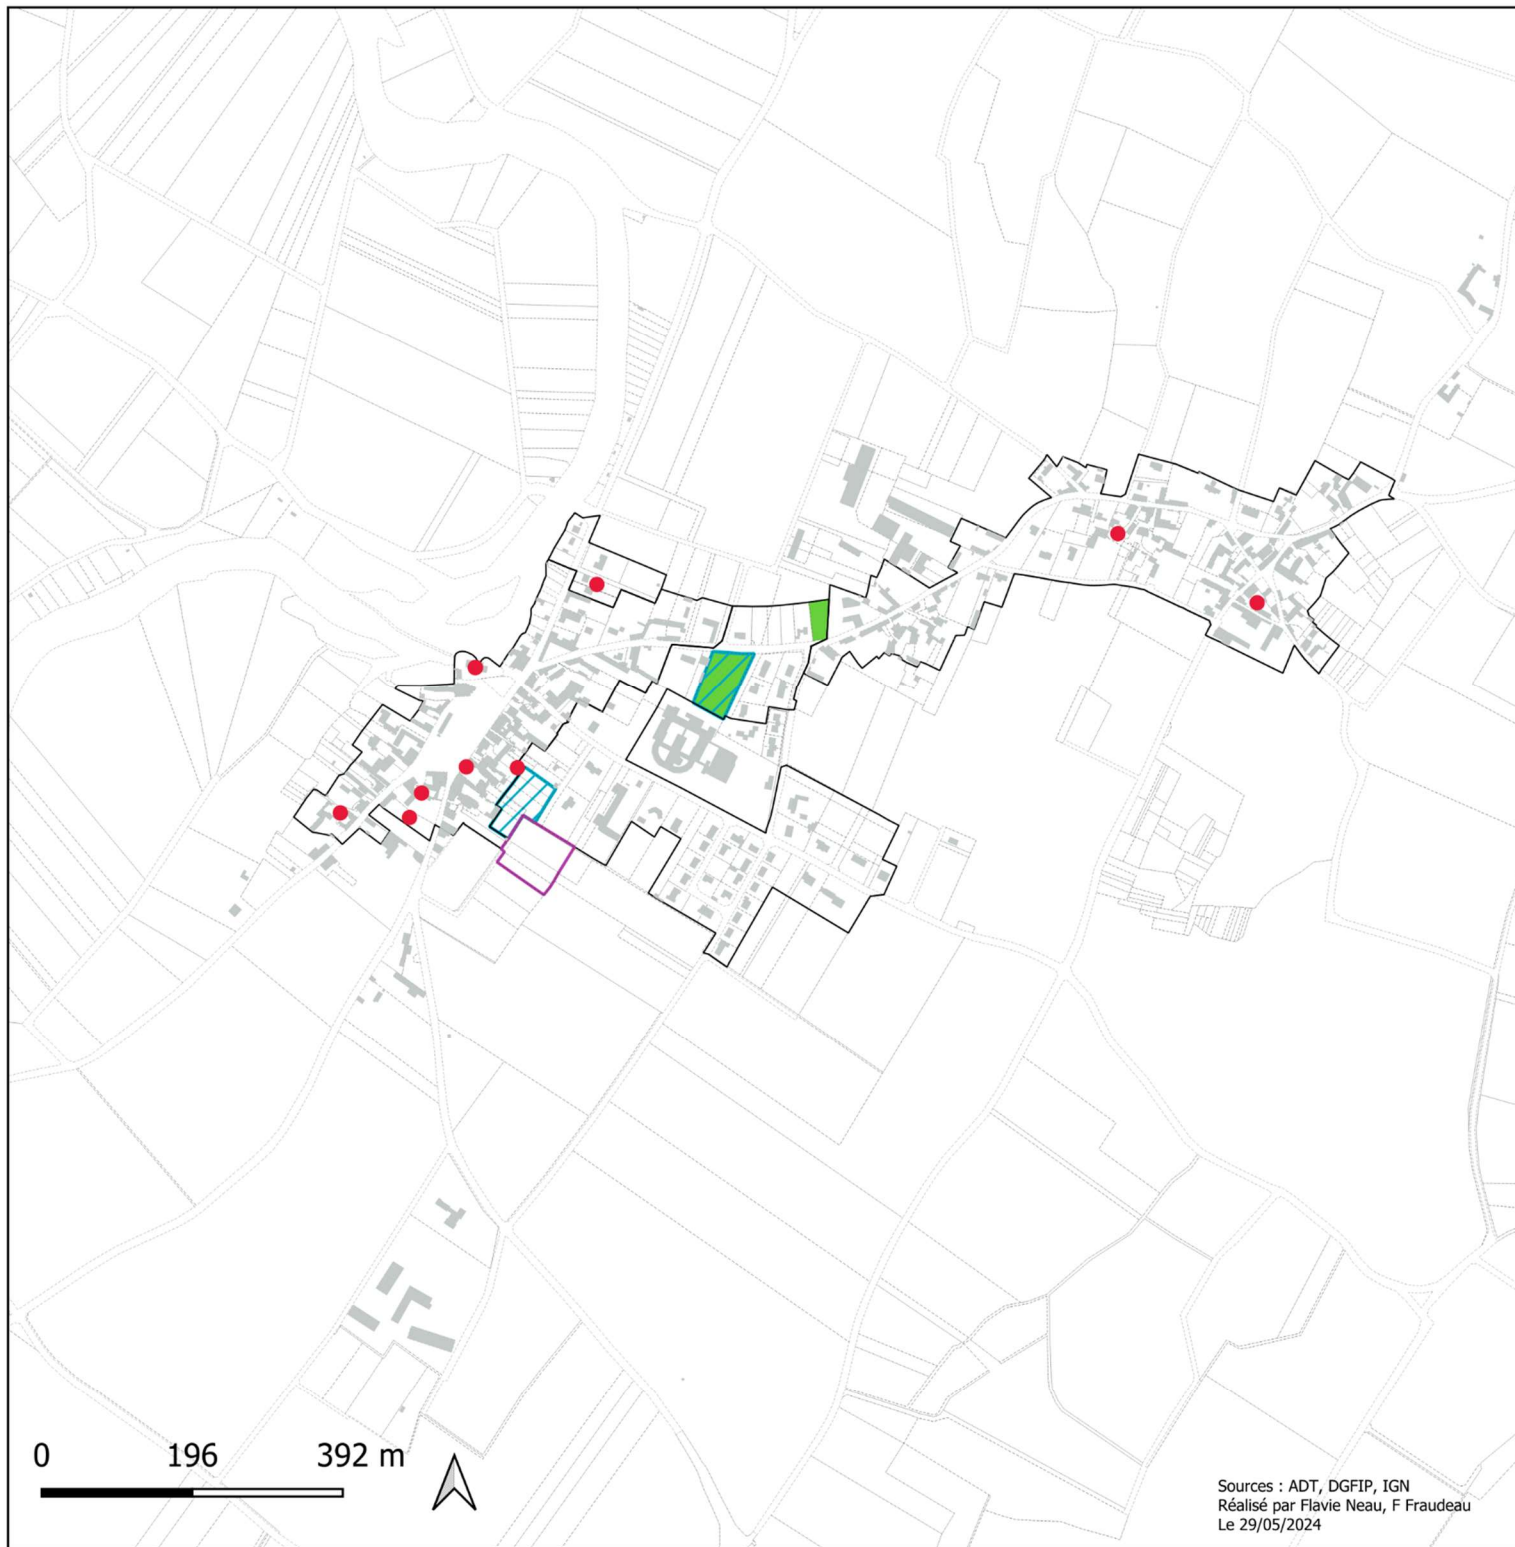 0 196 392 m
Sources : ADT, DGFIP, IGN
Réalisé par Flavie Neau, F Fraudeau
Le 29/05/2024